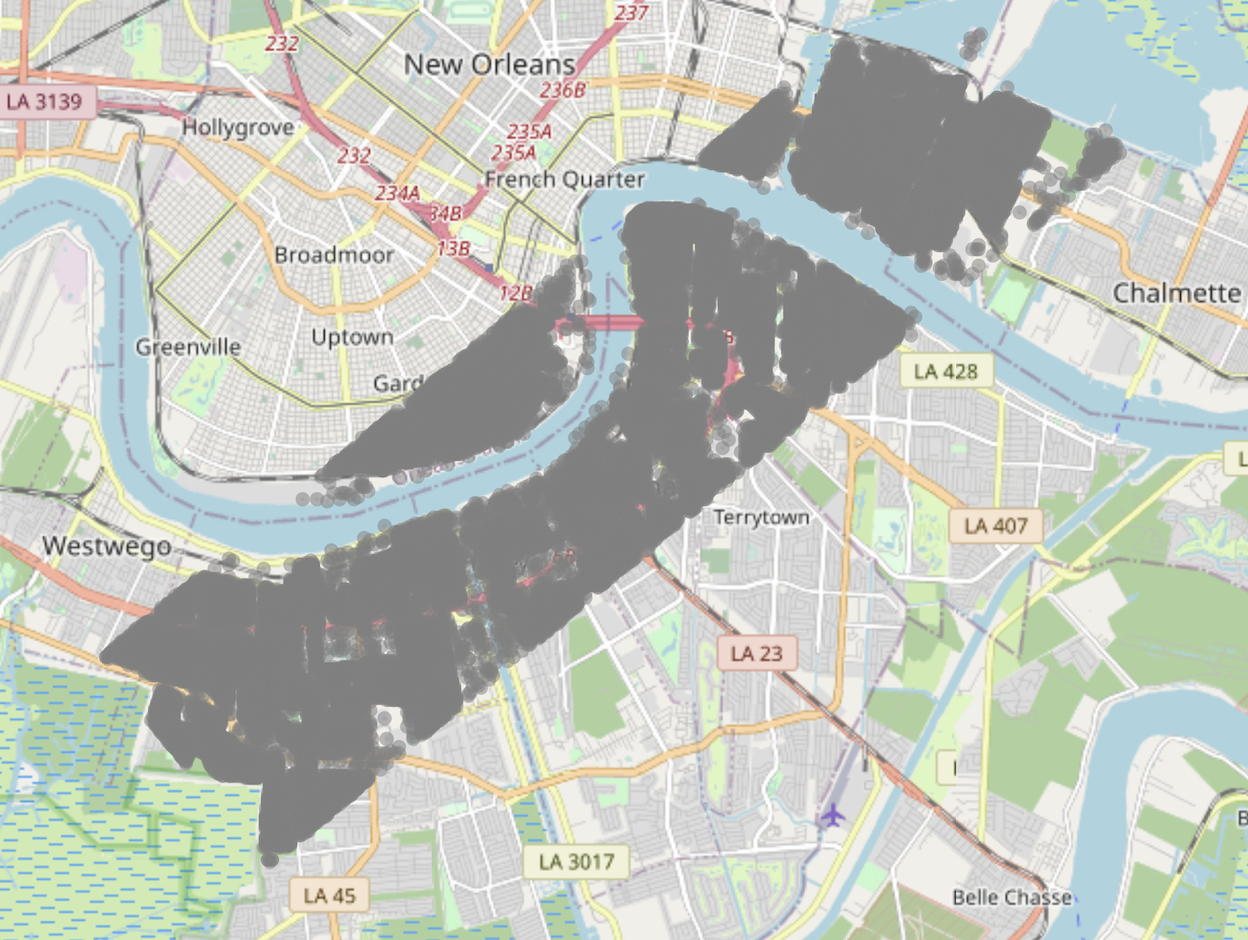 237
232
New Orleans
236B
LA 3139
Hollygrove
235A
235A
232
French Quarter
234A
34B
13B
Broadmoor
12B
Chalmette
Uptown
Greenville
LA 428
Gard
Terrytown
LA 407
Westwego
LA 23
LA 3017
LA 45
Belle Chasse